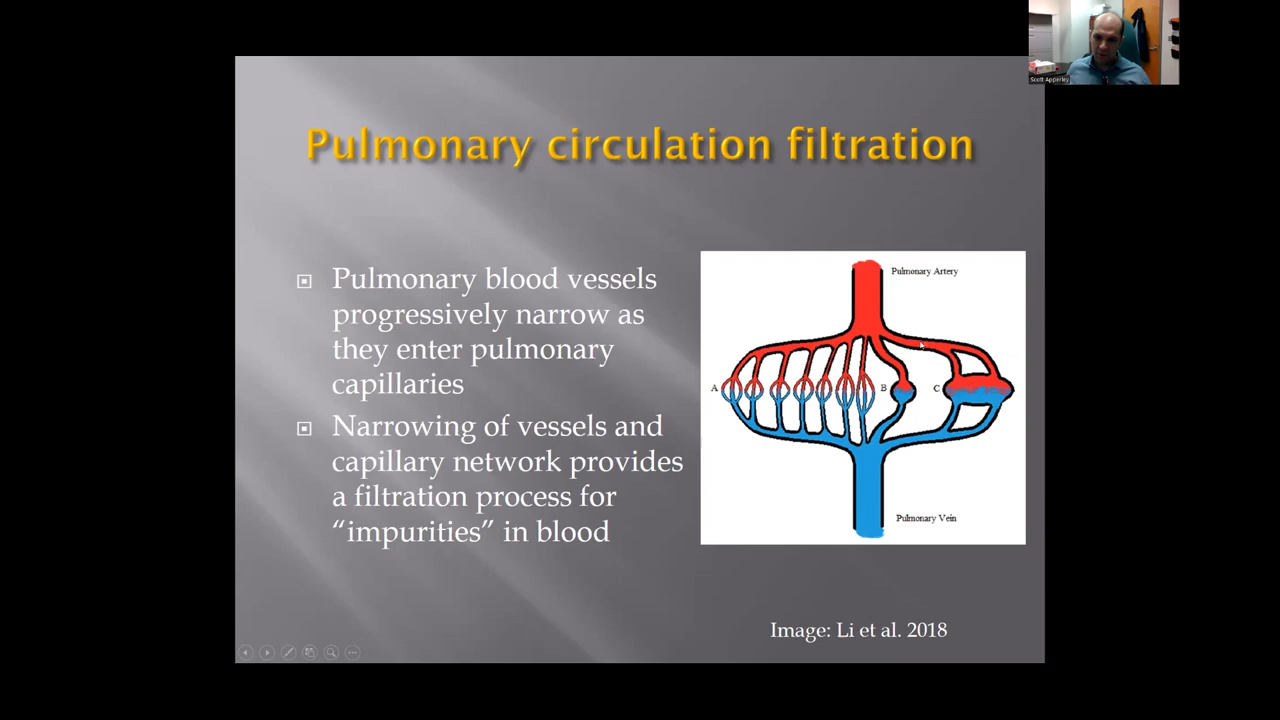 Scott Apperley
Pulmonary circulation filtration
Pulmonary blood vessels
progressively narrow as
they enter pulmonary
capillaries
Narrowing of vessels and
capillary network provides
a filtration process for
“impurities” in blood
Pulmonary Artery
A
B
C
Pulmonary Vein
Image: Li et al. 2018